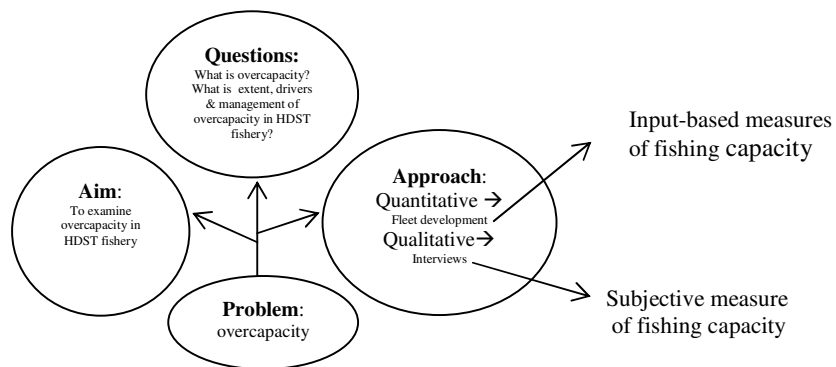 Questions:
What is overcapacity?
What is extent, drivers
& management of
overcapacity in HDST
fishery?
Aim:
To examine
overcapacity in
HDST fishery
Approach:
Quantitative →
Fleet development
Qualitative→
Interviews
Problem:
overcapacity
Input-based measures
of fishing capacity
Subjective measure
of fishing capacity